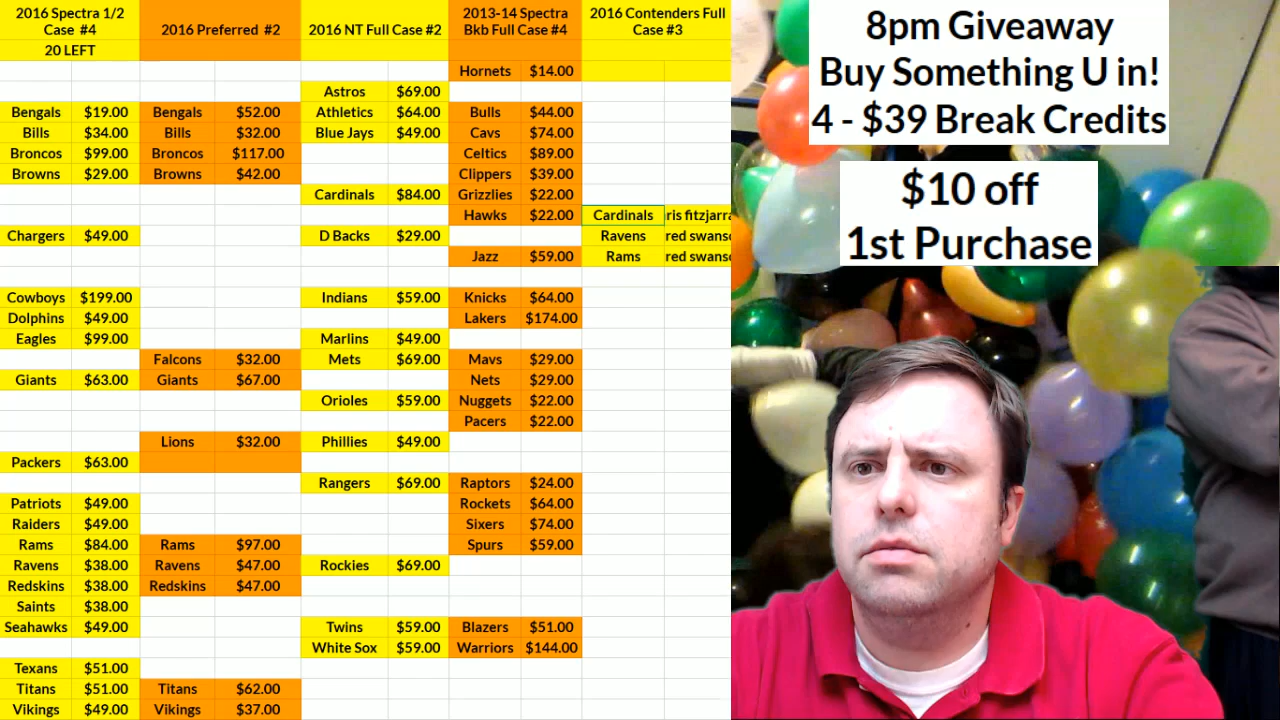 2016 Spectra 1/2 Case #4
20 LEFT
2016 Preferred #2
2016 NT Full Case #2
2013-14 Spectra Bkb Full Case #4
2016 Contenders Full Case #3
Hornets $14.00
Astros $69.00
Bengals $19.00 Bengals $52.00 Athletics $64.00 Bulls $44.00
Bills $34.00 Bills $32.00 Blue Jays $49.00 Cavs $74.00
Broncos $99.00 Broncos $117.00 Celtics $89.00
Browns $29.00 Browns $42.00 Clippers $39.00
Cardinals $84.00 Grizzlies $22.00
Hawks $22.00 Cardinals ris fitzjarra
Chargers $49.00 D Backs $29.00 Ravens red swanso
Jazz $59.00 Rams red swanso
Cowboys $199.00 Indians $59.00 Knicks $64.00
Dolphins $49.00 Lakers $174.00
Eagles $99.00 Marlins $49.00
Falcons $32.00 Mets $69.00 Mavs $29.00
Giants $63.00 Giants $67.00 Nets $29.00
Orioles $59.00 Nuggets $22.00
Pacers $22.00
Lions $32.00 Phillies $49.00
Packers $63.00
Rangers $69.00 Raptors $24.00
Patriots $49.00 Rockets $64.00
Raiders $49.00 Sixers $74.00
Rams $84.00 Rams $97.00 Spurs $59.00
Ravens $38.00 Ravens $47.00 Rockies $69.00
Redskins $38.00 Redskins $47.00
Saints $38.00
Seahawks $49.00 Twins $59.00 Blazers $51.00
White Sox $59.00 Warriors $144.00
Texans $51.00
Titans $51.00 Titans $62.00
Vikings $49.00 Vikings $37.00
8pm Giveaway
Buy Something U in!
4 - $39 Break Credits
$10 off
1st Purchase